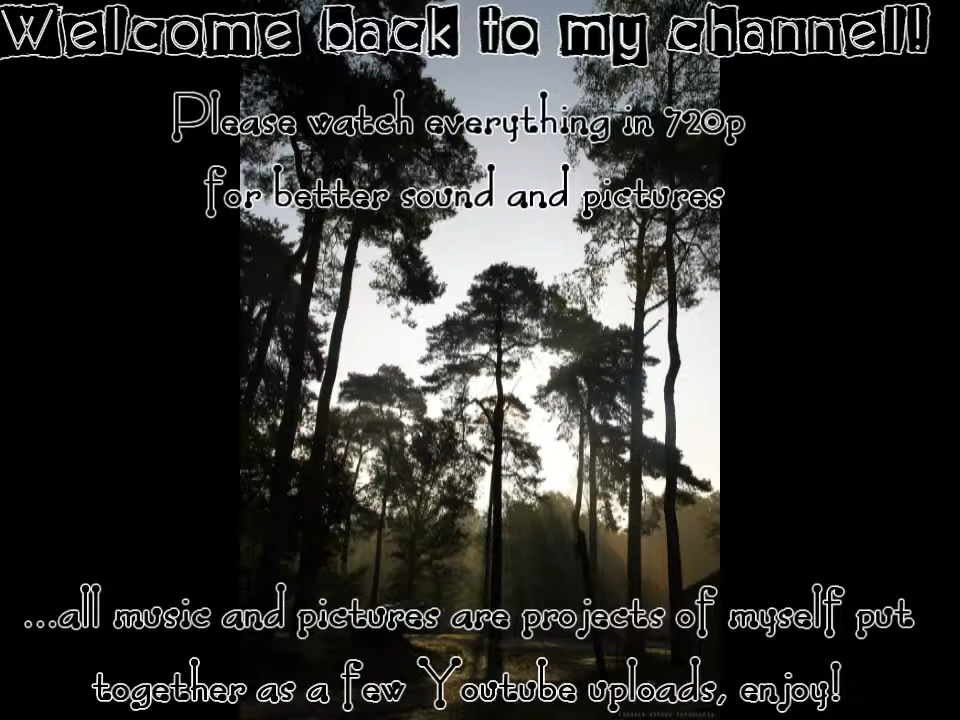 Welcome back to my channel!
Please watch everything in 720p
for better sound and pictures
...all music and pictures are projects of myself put
together as a few Youtube uploads, enjoy!